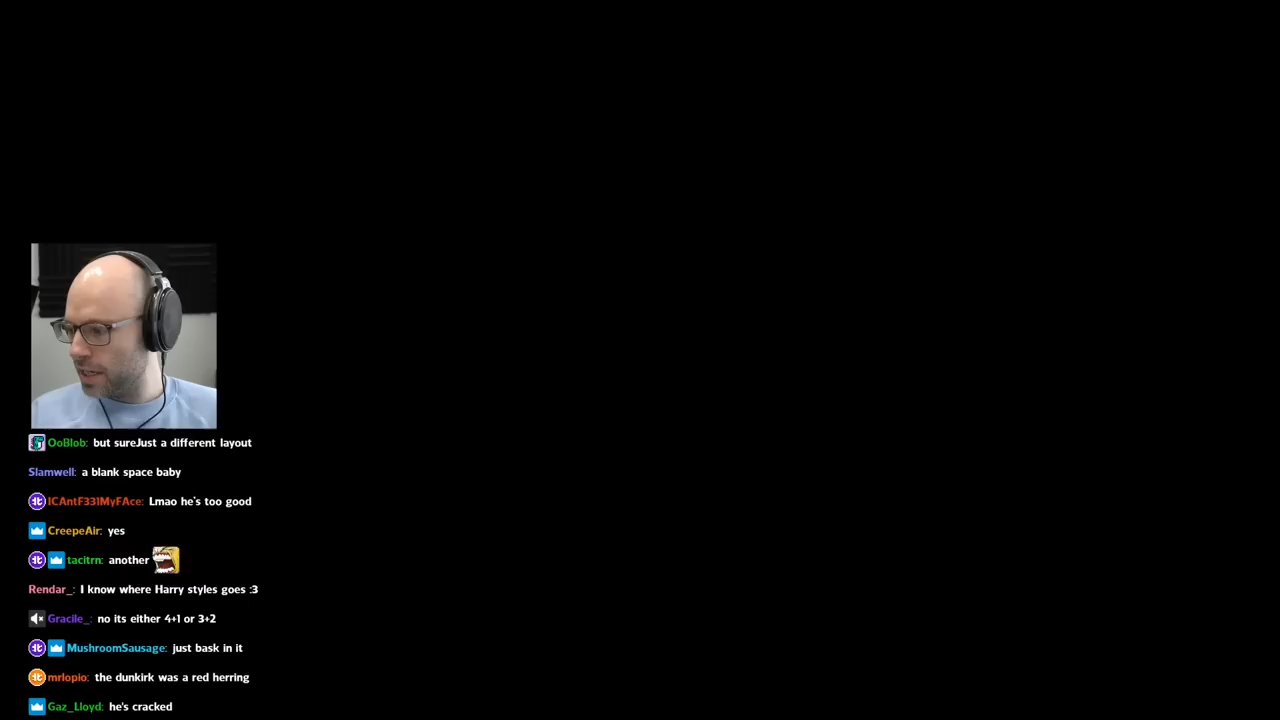 OoBlob: but sureJust a different layout
Slamwell: a blank space baby
ICAntF33lMyFAce: Lmao he's too good
CreepeAir: yes
tacitrn: another
Rendar_: I know where Harry styles goes :3
Gracile_: no its either 4+1 or 3+2
MushroomSausage: just bask in it
mrlopio: the dunkirk was a red herring
Gaz_Lloyd: he's cracked